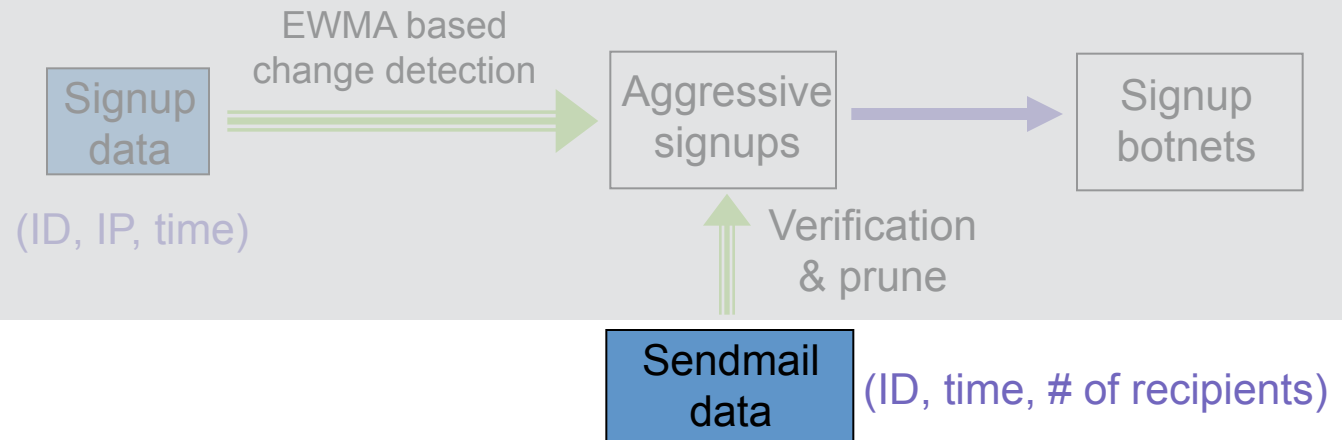 EWMA based
change detection
Signup
data
Aggressive
signups
Signup
botnets
(ID, IP, time)
Verification
& prune
Sendmail
data
(ID, time, # of recipients)